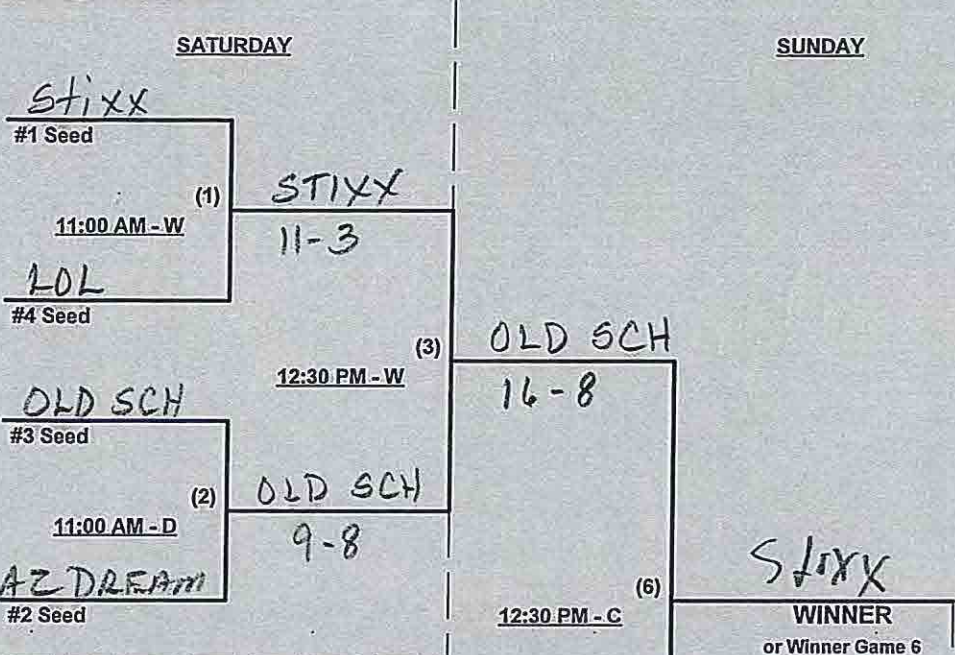 SATURDAY
SUNDAY
Stixx
#1 Seed
(1)
STIXX
11:00 AM - W
11-3
LOL
#4 Seed
(3)
OLD SCH
12:30 PM - W
16-8
OLD SCH
#3 Seed
(2)
OLD SCH
11:00 AM - D
9-8
AZ DREAM
#2 Seed
(6)
Stixx
12:30 PM - C
WINNER
or Winner Game 6